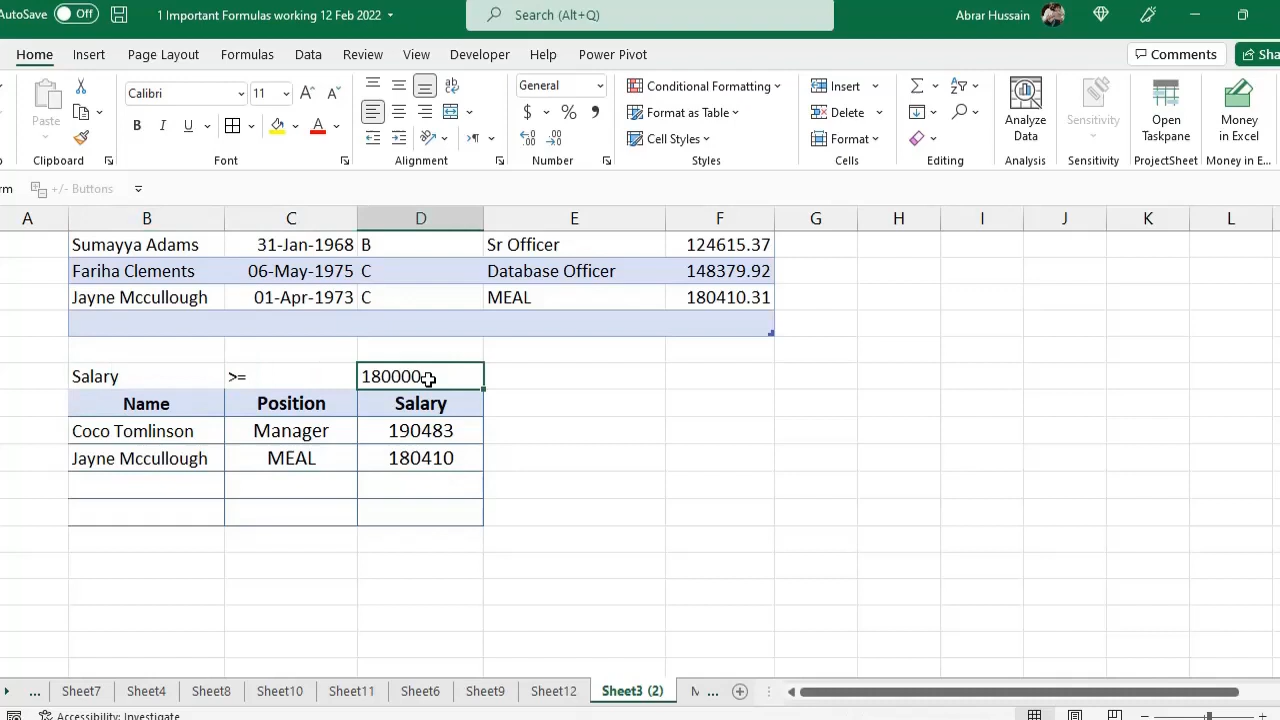 AutoSave Off 1 Important Formulas working 12 Feb 2022 Search (Alt+Q) Abrar Hussain
Home Insert Page Layout Formulas Data Review View Developer Help Power Pivot Comments Sha
Paste Calibri 11 A A B I U A ab General $ % 9 Conditional Formatting Format as Table Cell Styles Insert Delete Format Σ Analyze Data Sensitivity Open Taskpane Money in Excel
Clipboard Font Alignment Number Styles Cells Editing Analysis Sensitivity ProjectSheet Money in E...
rm +/- Buttons
A B C D E F G H I J K L
Sumayya Adams 31-Jan-1968 B Sr Officer 124615.37
Fariha Clements 06-May-1975 C Database Officer 148379.92
Jayne Mccullough 01-Apr-1973 C MEAL 180410.31
Salary >= 180000
Name Position Salary
Coco Tomlinson Manager 190483
Jayne Mccullough MEAL 180410
... Sheet7 Sheet4 Sheet8 Sheet10 Sheet11 Sheet6 Sheet9 Sheet12 Sheet3 (2) ...
Accessibility: Investigate